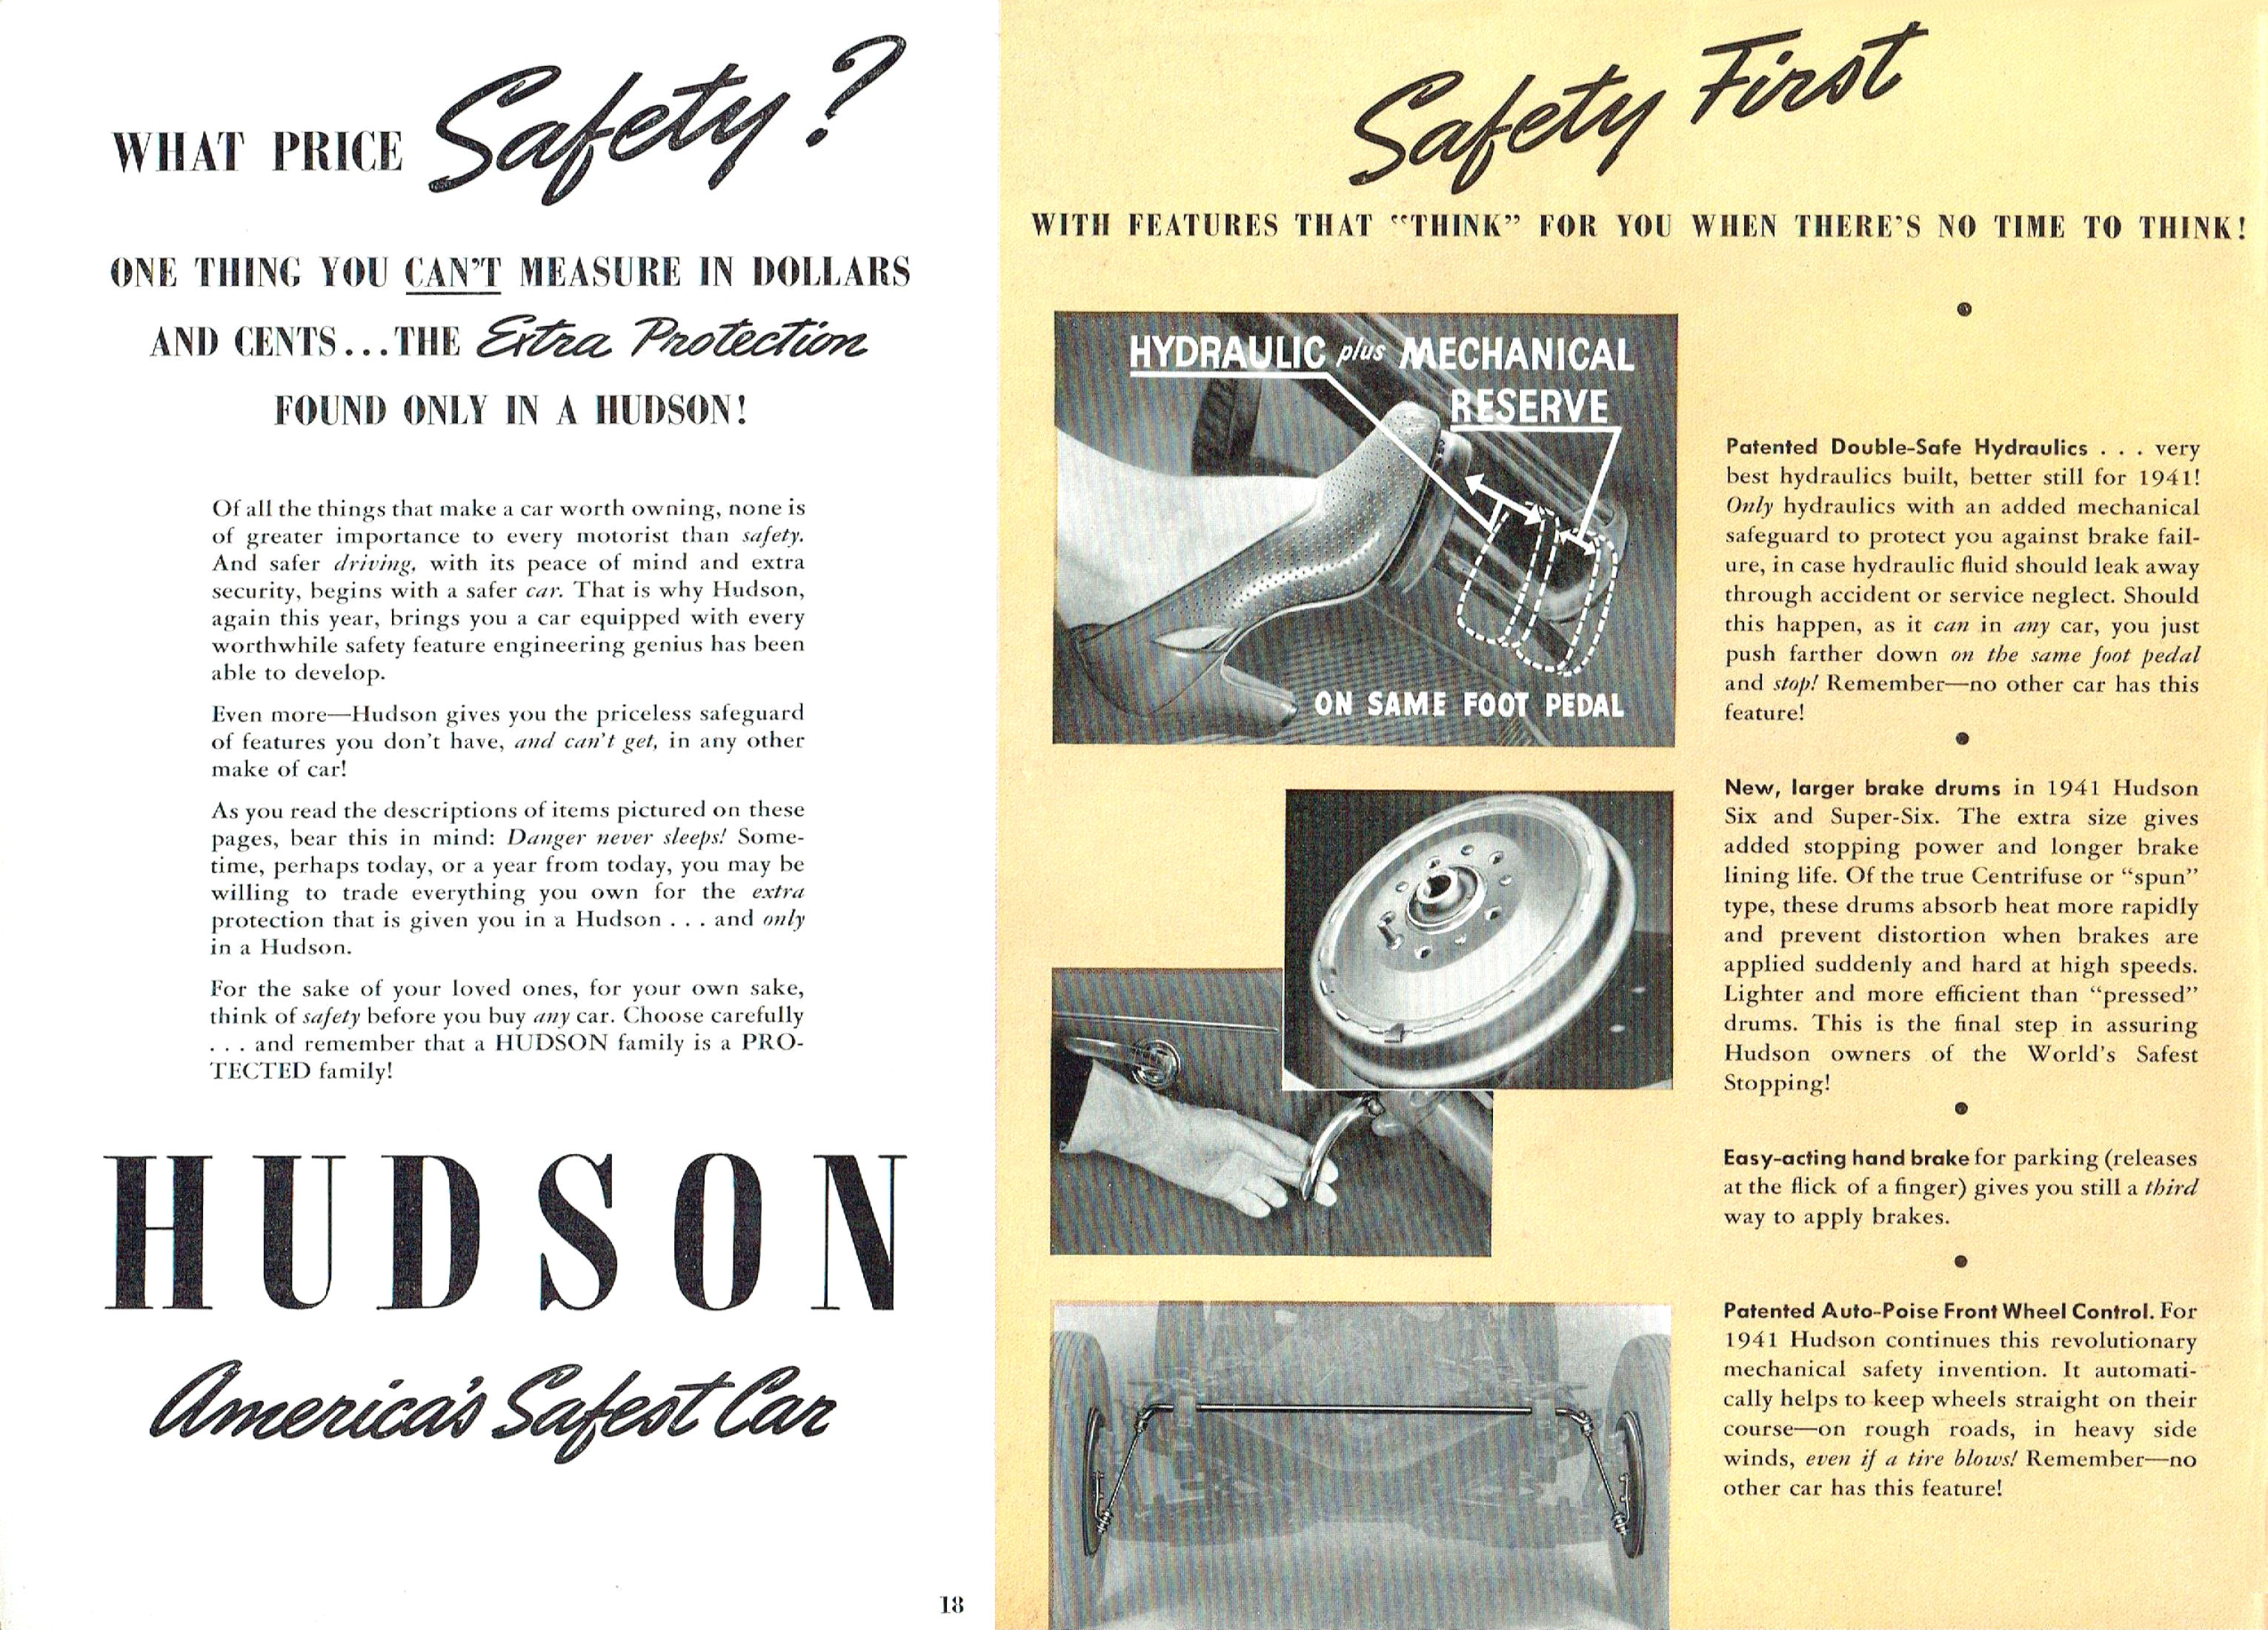 WHAT PRICE Safety?
ONE THING YOU CAN'T MEASURE IN DOLLARS
AND CENTS...THE Extra Protection
FOUND ONLY IN A HUDSON!
Of all the things that make a car worth owning, none is
of greater importance to every motorist than safety.
And safer driving, with its peace of mind and extra
security, begins with a safer car. That is why Hudson,
again this year, brings you a car equipped with every
worthwhile safety feature engineering genius has been
able to develop.
Even more—Hudson gives you the priceless safeguard
of features you don't have, and can't get, in any other
make of car!
As you read the descriptions of items pictured on these
pages, bear this in mind: Danger never sleeps! Some-
time, perhaps today, or a year from today, you may be
willing to trade everything you own for the extra
protection that is given you in a Hudson . . . and only
in a Hudson.
For the sake of your loved ones, for your own sake,
think of safety before you buy any car. Choose carefully
. . . and remember that a HUDSON family is a PRO-
TECTED family!
HUDSON
America's Safest Car
18
Safety First
WITH FEATURES THAT "THINK" FOR YOU WHEN THERE'S NO TIME TO THINK!
HYDRAULIC plus MECHANICAL
RESERVE
ON SAME FOOT PEDAL
Patented Double-Safe Hydraulics . . . very
best hydraulics built, better still for 1941!
Only hydraulics with an added mechanical
safeguard to protect you against brake fail-
ure, in case hydraulic fluid should leak away
through accident or service neglect. Should
this happen, as it can in any car, you just
push farther down on the same foot pedal
and stop! Remember—no other car has this
feature!
New, larger brake drums in 1941 Hudson
Six and Super-Six. The extra size gives
added stopping power and longer brake
lining life. Of the true Centrifuse or "spun"
type, these drums absorb heat more rapidly
and prevent distortion when brakes are
applied suddenly and hard at high speeds.
Lighter and more efficient than "pressed"
drums. This is the final step in assuring
Hudson owners of the World's Safest
Stopping!
Easy-acting hand brake for parking (releases
at the flick of a finger) gives you still a third
way to apply brakes.
Patented Auto-Poise Front Wheel Control. For
1941 Hudson continues this revolutionary
mechanical safety invention. It automati-
cally helps to keep wheels straight on their
course—on rough roads, in heavy side
winds, even if a tire blows! Remember—no
other car has this feature!